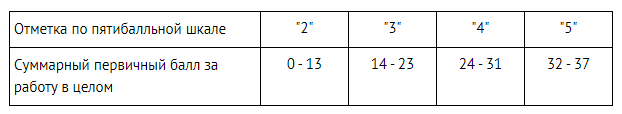 Отметка по пятибалльной шкале "2" "3" "4" "5"
Суммарный первичный балл за 0 - 13 14 - 23 24 - 31 32 - 37
работу в целом